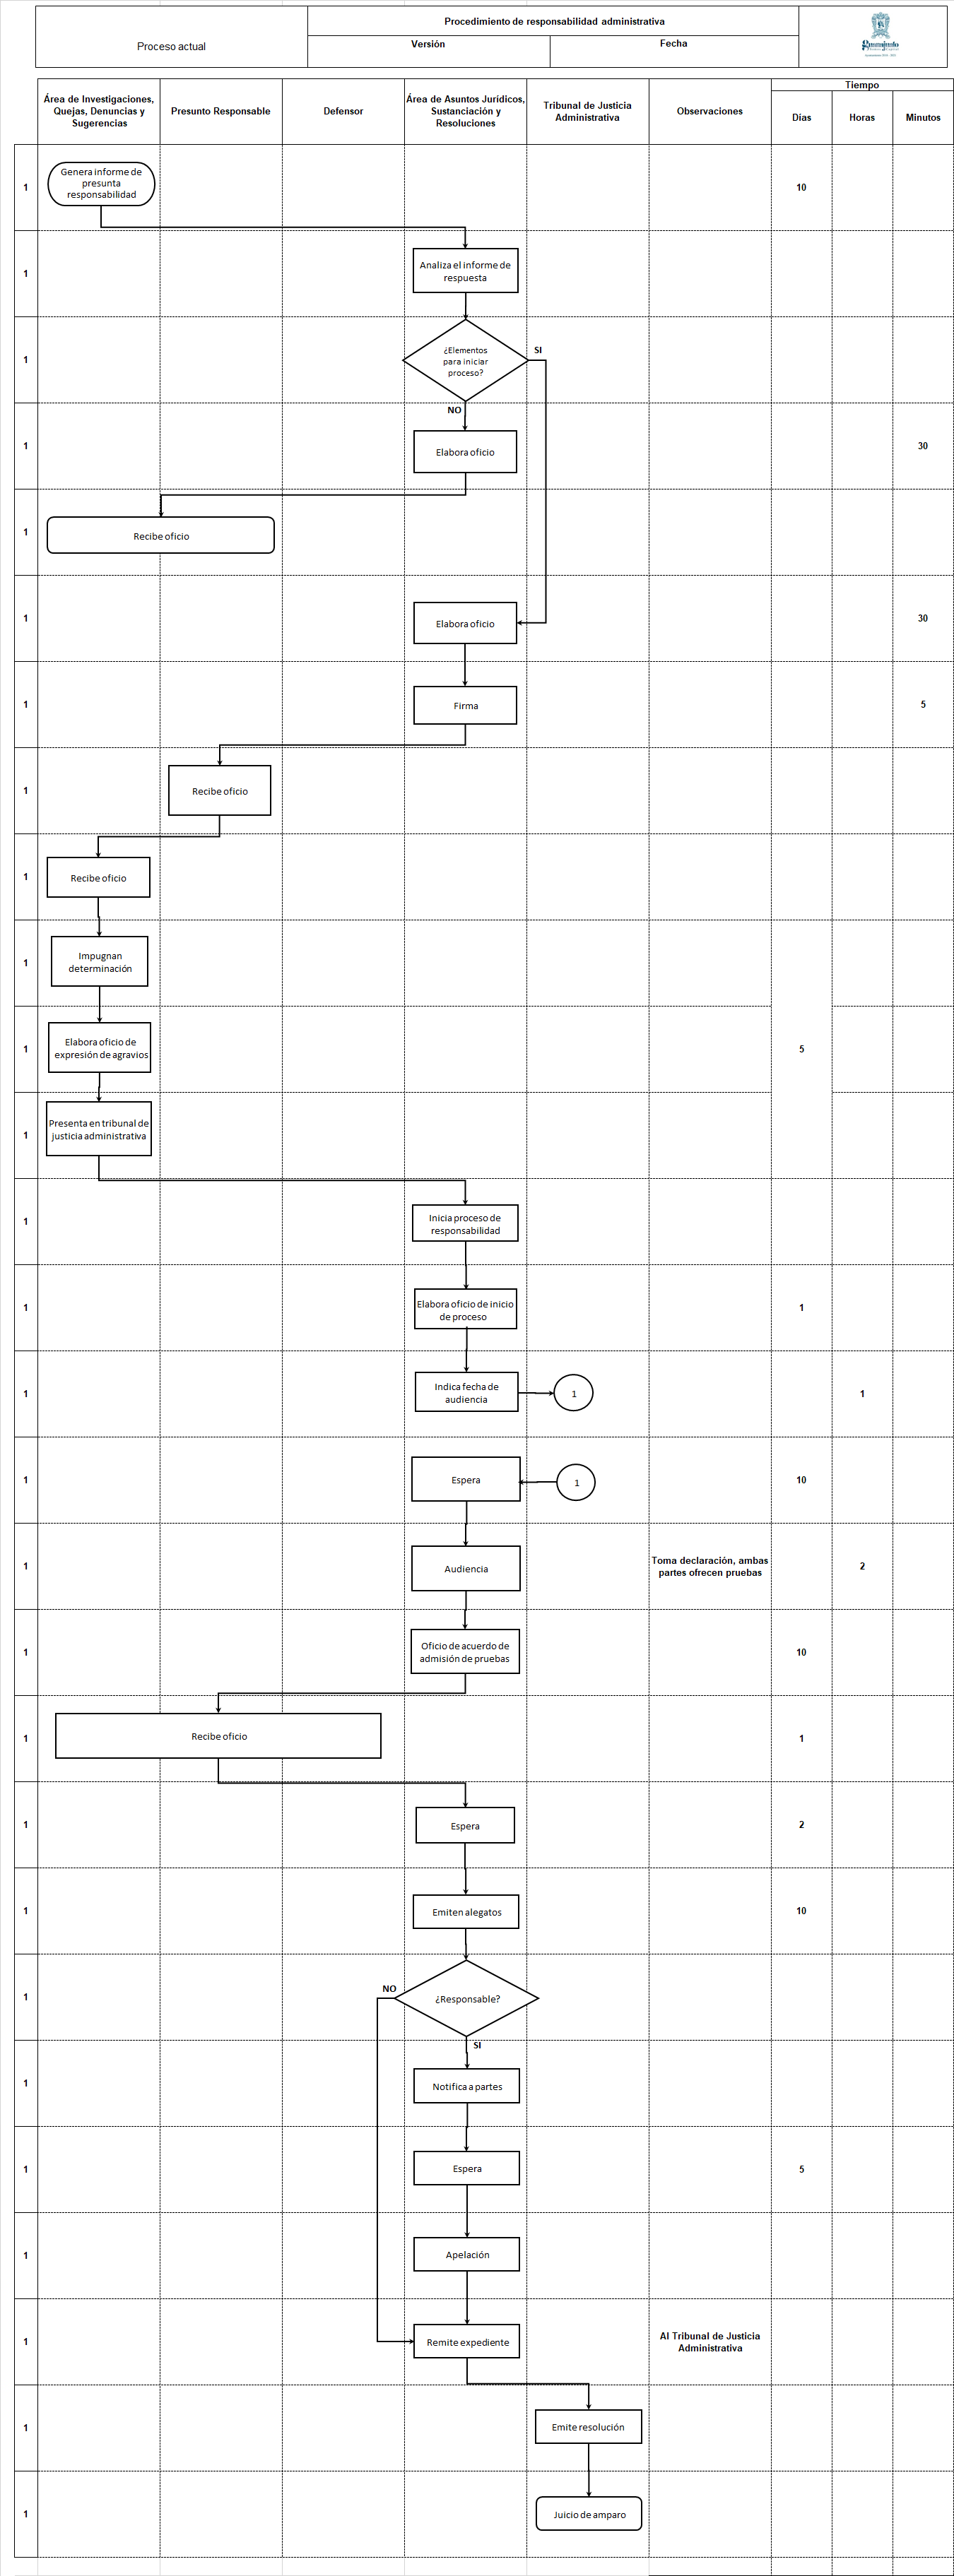 Procedimiento de responsabilidad administrativa
Proceso actual
Versión
Fecha
Guanajuato
Área de Investigaciones,
Quejas, Denuncias y
Sugerencias
Presunto Responsable
Defensor
Área de Asuntos Jurídicos,
Sustanciación y
Resoluciones
Tribunal de Justicia
Administrativa
Observaciones
Tiempo
Días
Horas
Minutos
1
Genera informe de
presunta
responsabilidad
10
1
Analiza el informe de
respuesta
1
¿Elementos
para iniciar
proceso?
SI
NO
1
Elabora oficio
30
1
Recibe oficio
1
Elabora oficio
30
1
Firma
5
1
Recibe oficio
1
Recibe oficio
1
Impugnan
determinación
1
Elabora oficio de
expresión de agravios
5
1
Presenta en tribunal de
justicia administrativa
1
Inicia proceso de
responsabilidad
1
Elabora oficio de inicio
de proceso
1
1
Indica fecha de
audiencia
1
1
1
Espera
1
10
1
Audiencia
Toma declaración, ambas
partes ofrecen pruebas
2
1
Oficio de acuerdo de
admisión de pruebas
10
1
Recibe oficio
1
1
Espera
2
1
Emiten alegatos
10
1
NO
¿Responsable?
SI
1
Notifica a partes
1
Espera
5
1
Apelación
1
Remite expediente
Al Tribunal de Justicia
Administrativa
1
Emite resolución
1
Juicio de amparo